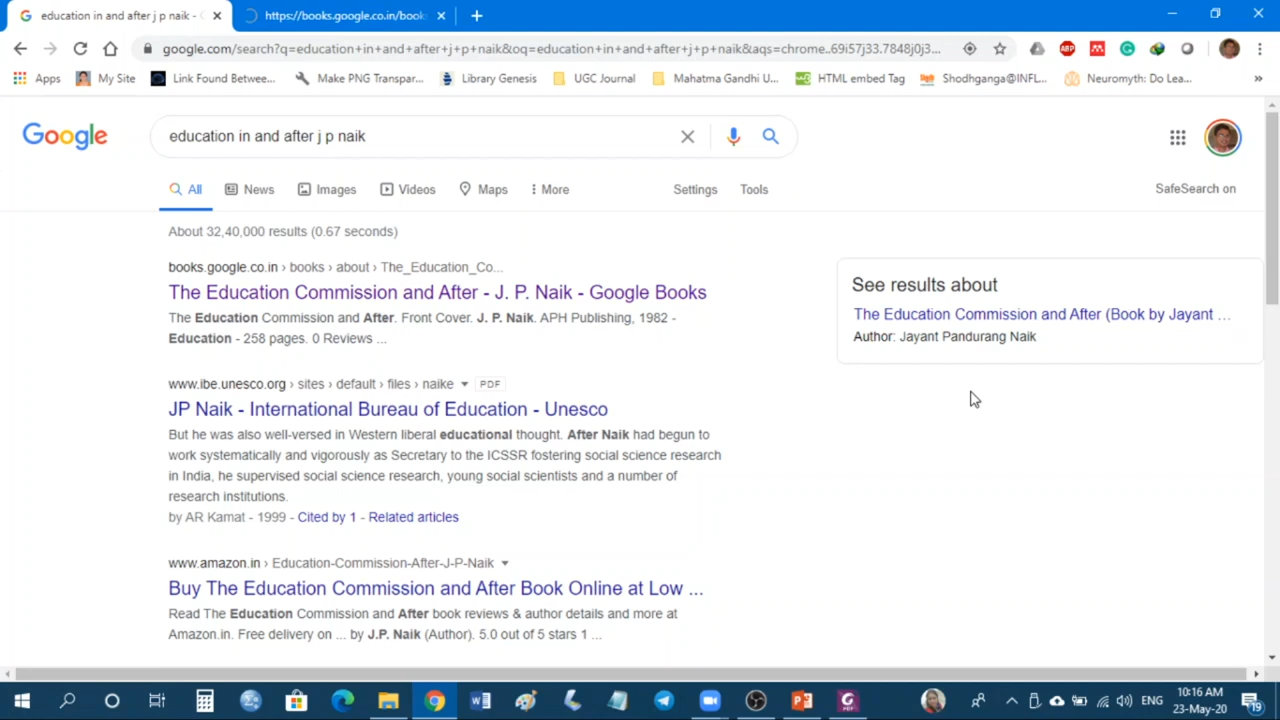 education in and after j p naik - G
https://books.google.co.in/book
google.com/search?q=education+in+and+after+j+p+naik&oq=education+in+and+after+j+p+naik&aqs=chrome..69i57j33.7848j0j3...
Apps My Site Link Found Betwee... Make PNG Transpar... Library Genesis UGC Journal Mahatma Gandhi U... HTML embed Tag Shodhganga@INFL... Neuromyth: Do Lea... »
Google
education in and after j p naik
All News Images Videos Maps More Settings Tools
SafeSearch on
About 32,40,000 results (0.67 seconds)
books.google.co.in › books › about › The_Education_Co...
The Education Commission and After - J. P. Naik - Google Books
The Education Commission and After. Front Cover. J. P. Naik. APH Publishing, 1982 -
Education - 258 pages. 0 Reviews ...
See results about
The Education Commission and After (Book by Jayant ...
Author: Jayant Pandurang Naik
www.ibe.unesco.org › sites › default › files › naike PDF
JP Naik - International Bureau of Education - Unesco
But he was also well-versed in Western liberal educational thought. After Naik had begun to
work systematically and vigorously as Secretary to the ICSSR fostering social science research
in India, he supervised social science research, young social scientists and a number of
research institutions.
by AR Kamat - 1999 - Cited by 1 - Related articles
www.amazon.in › Education-Commission-After-J-P-Naik
Buy The Education Commission and After Book Online at Low ...
Read The Education Commission and After book reviews & author details and more at
Amazon.in. Free delivery on ... by J.P. Naik (Author). 5.0 out of 5 stars 1 ...
ENG
10:16 AM
23-May-20
19